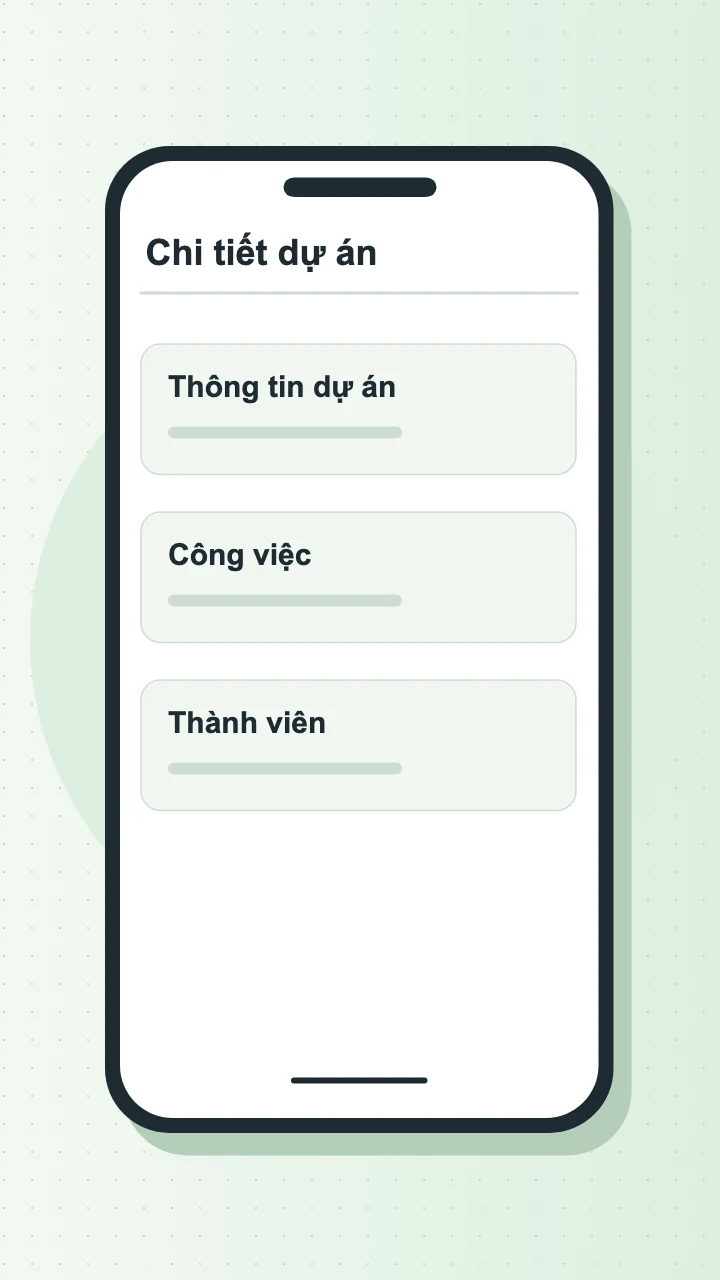 Chi tiết dự án
Thông tin dự án
Công việc
Thành viên